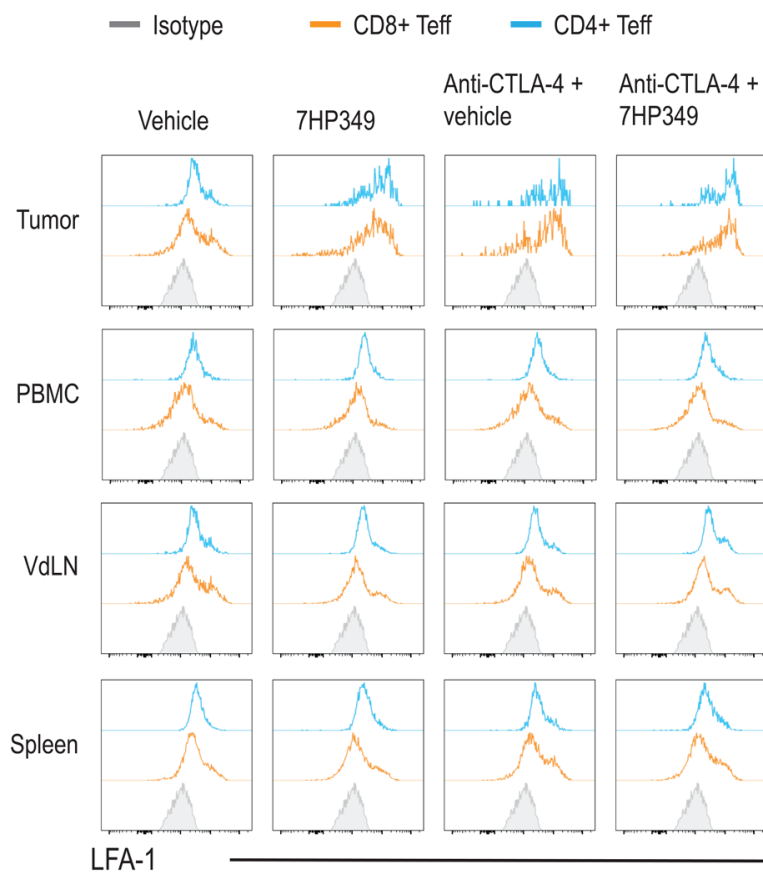 Isotype
CD8+ Teff
CD4+ Teff
Vehicle
7HP349
Anti-CTLA-4 +
vehicle
Anti-CTLA-4 +
7HP349
Tumor
PBMC
VdLN
Spleen
LFA-1